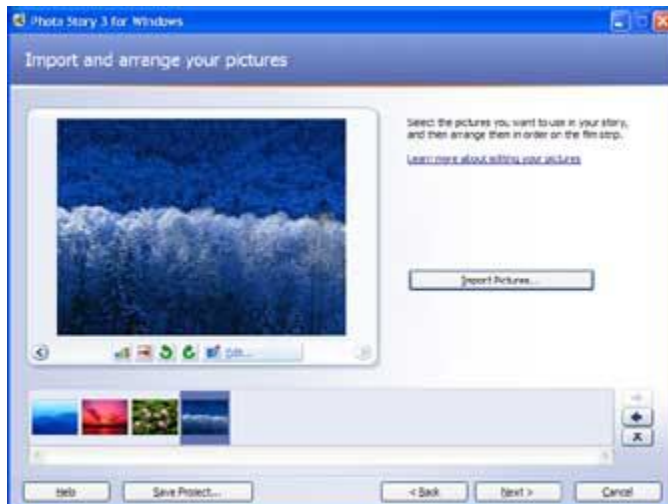 Photo Story 3 for Windows
Import and arrange your pictures
Select the pictures you want to use in your story,
and then arrange them in order on the film strip.
Learn more about editing your pictures
Import Pictures...
Edit...
Help
Save Project...
< Back
Next >
Cancel